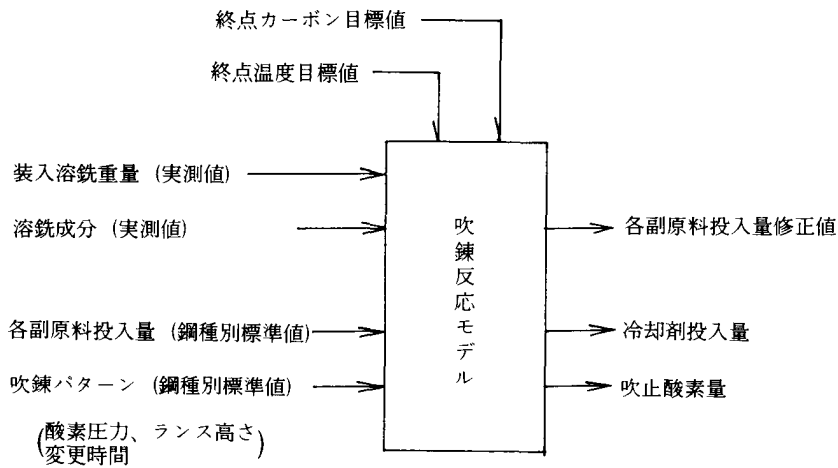 終点カーボン目標値
終点温度目標値
装入溶銑重量 (実測値)
溶銑成分 (実測値)
各副原料投入量 (鋼種別標準値)
吹錬パターン (鋼種別標準値)
(酸素圧力、ランス高さ
変更時間)
吹錬反応モデル
各副原料投入量修正値
冷却剤投入量
吹止酸素量